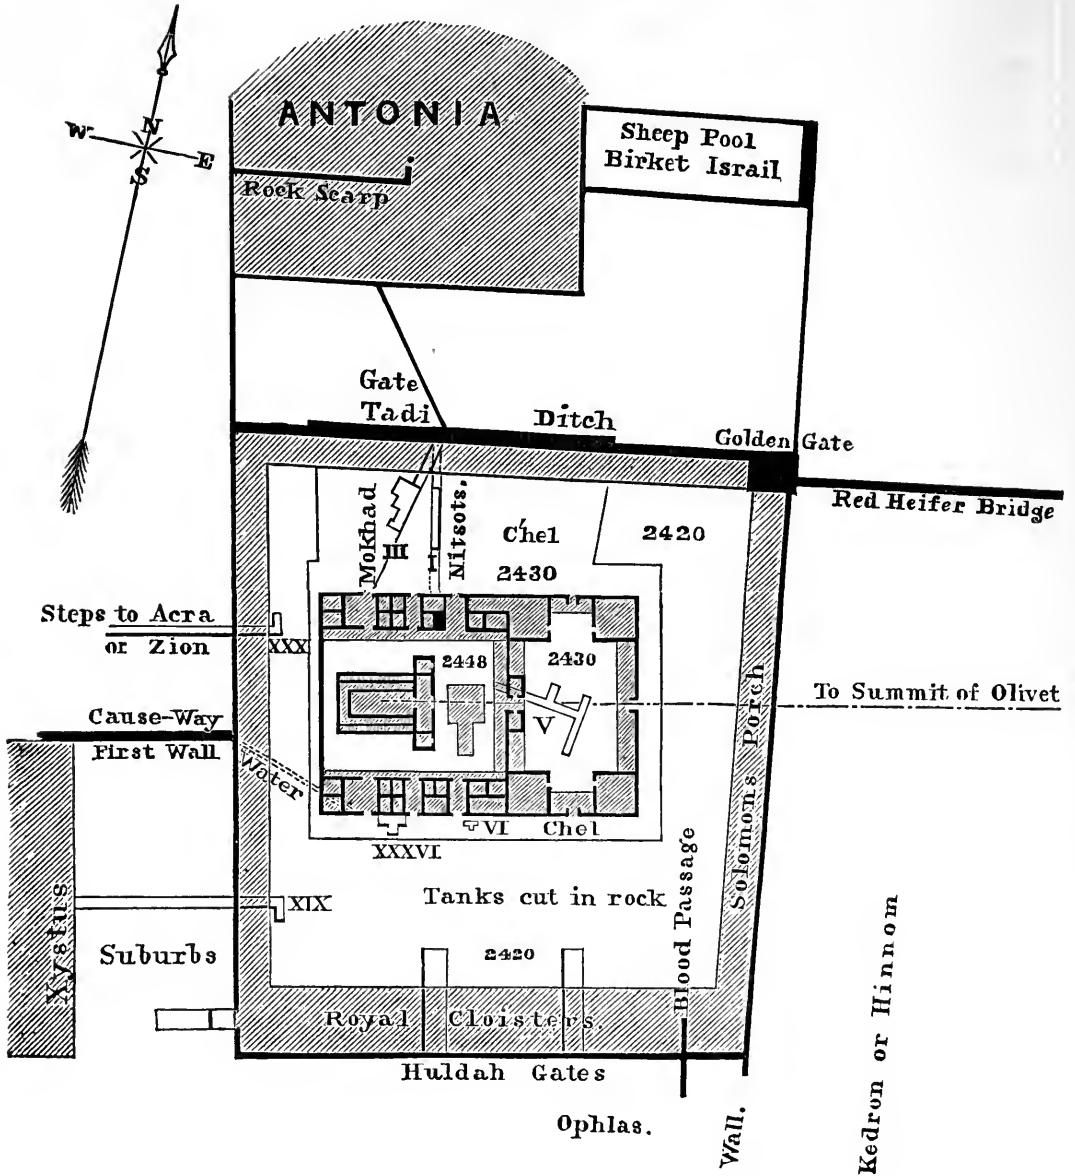 ANTONIA
Sheep Pool
Birket Israil
N
W
E
S
Rock Scarp
Gate
Tadi
Ditch
Golden Gate
Red Heifer Bridge
Mokhad
III
I
Nitsots.
Chel
2420
2430
Steps to Acra
or Zion
XXX
2448
2430
To Summit of Olivet
Cause-Way
First Wall
Water
V
Solomons Porch
VI
Chel
XXXVI
Xystus
XIX
Tanks cut in rock
Blood Passage
Suburbs
2420
Royal Cloisters.
Huldah Gates
Ophlas.
Wall.
Kedron or Hinnom